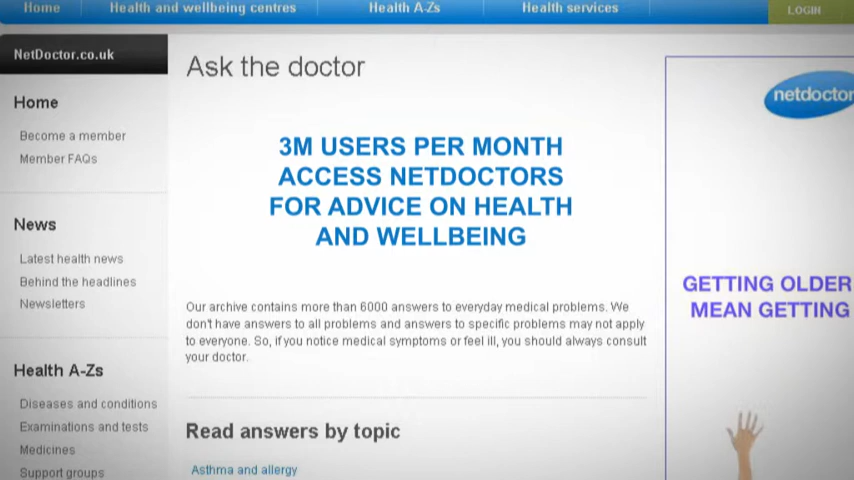 Home Health and wellbeing centres Health A-Zs Health services LOGIN
NetDoctor.co.uk
Home
Become a member
Member FAQs
News
Latest health news
Behind the headlines
Newsletters
Health A-Zs
Diseases and conditions
Examinations and tests
Medicines
Support groups
Ask the doctor
3M USERS PER MONTH
ACCESS NETDOCTORS
FOR ADVICE ON HEALTH
AND WELLBEING
Our archive contains more than 6000 answers to everyday medical problems. We
don't have answers to all problems and answers to specific problems may not apply
to everyone. So, if you notice medical symptoms or feel ill, you should always consult
your doctor.
Read answers by topic
Asthma and allergy
netdoctor
GETTING OLDER
MEAN GETTING